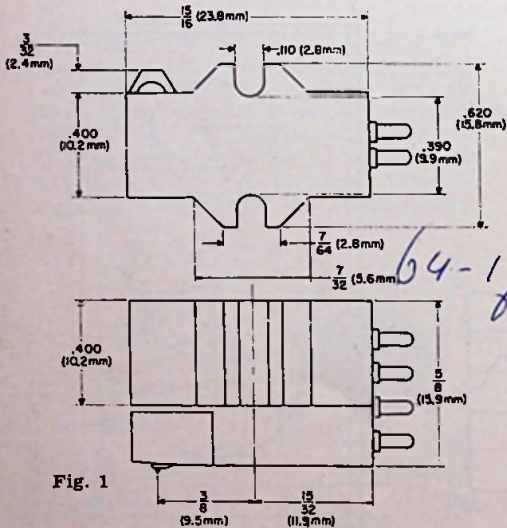 15/16 (23.8mm)
3/32 (2.4mm)
.110 (2.8mm)
.400 (10.2mm)
.390 (9.9mm)
.620 (15.8mm)
7/64 (2.8mm)
7/32 (5.6mm)
64-1
.400 (10.2mm)
5/8 (15.9mm)
Fig. 1
3/8 (9.5mm)
15/32 (11.9mm)